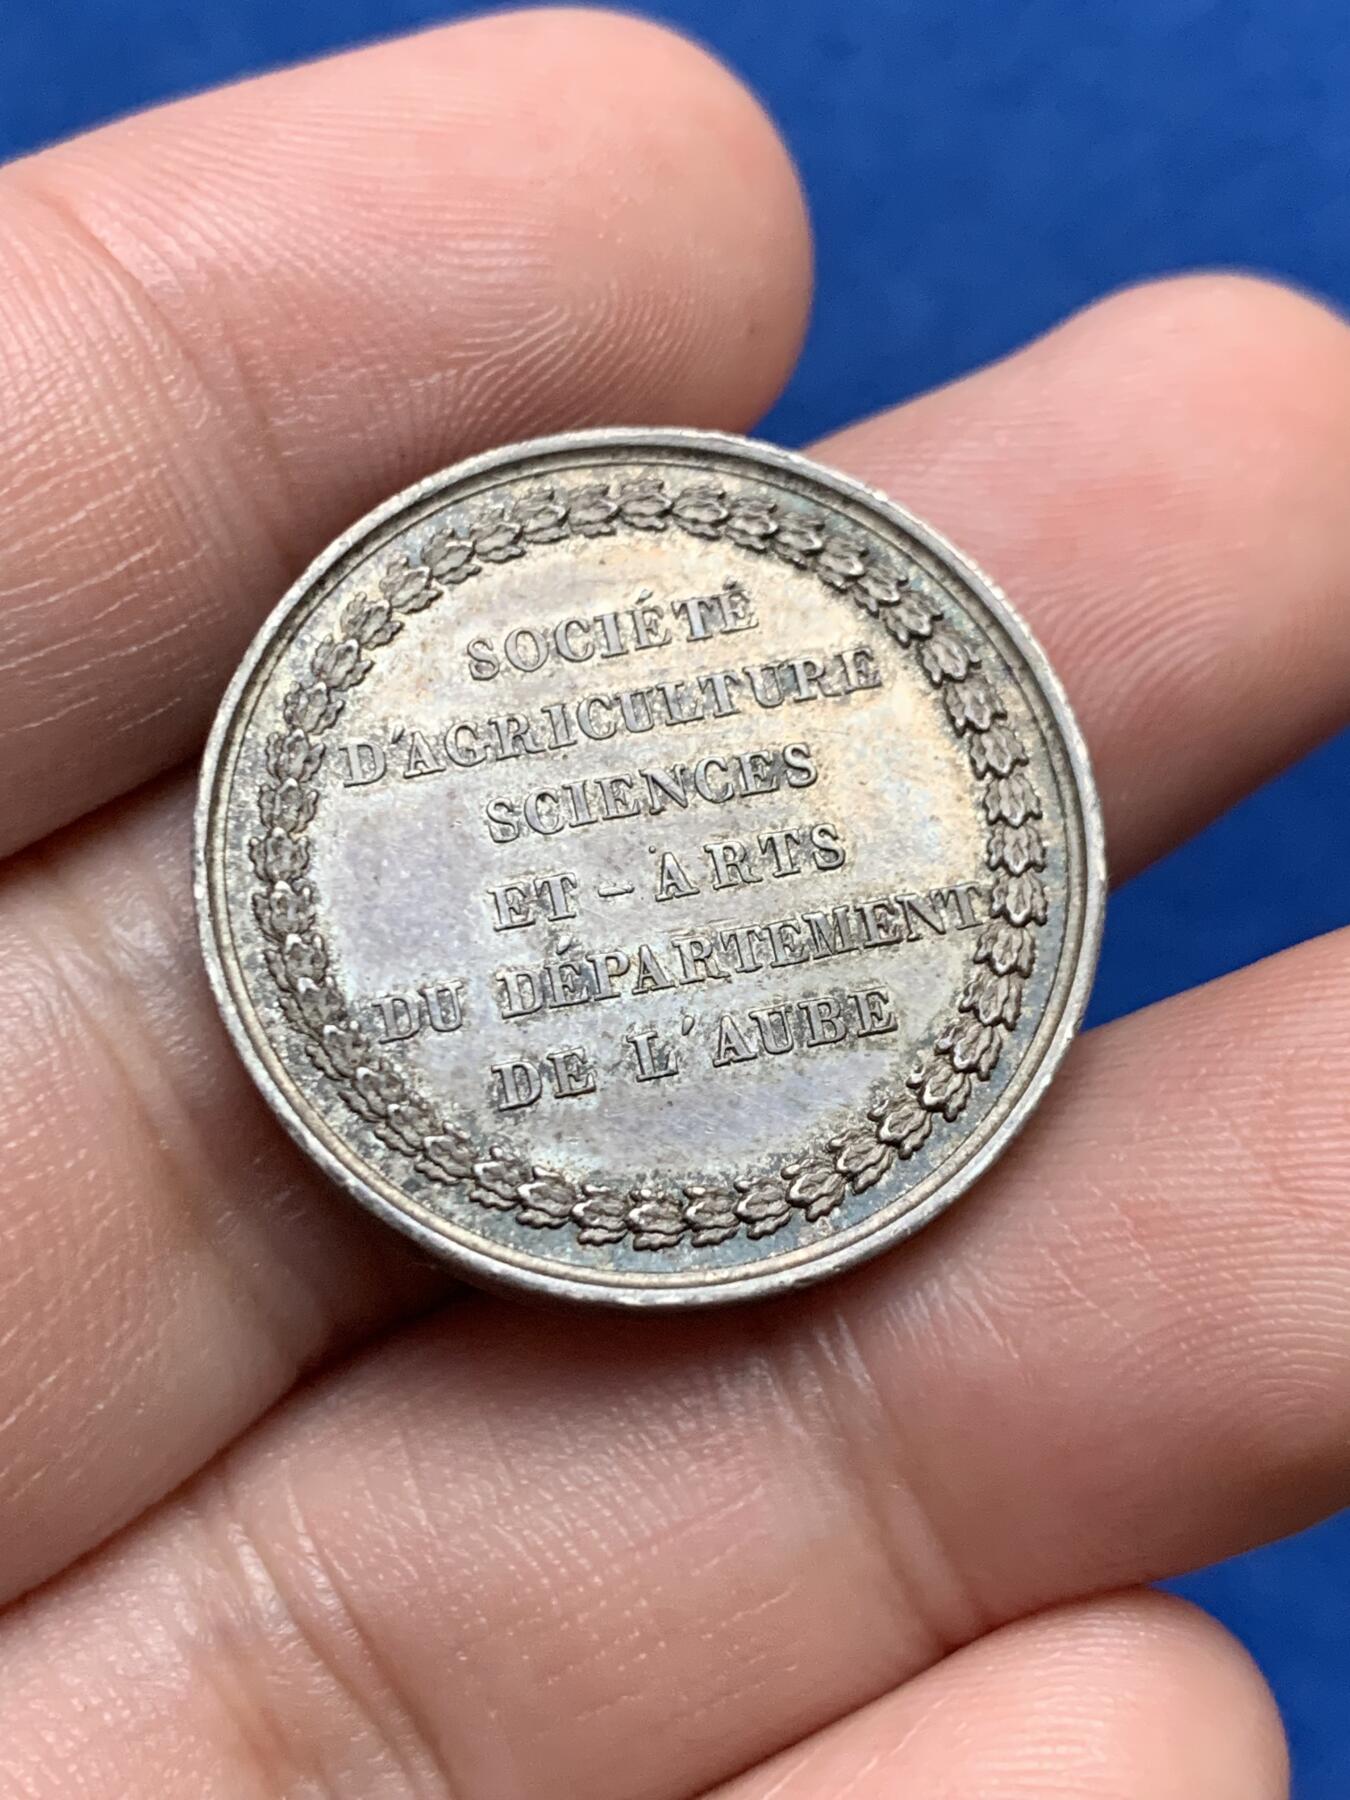 SOCIÉTÉ
D'AGRICULTURE
SCIENCES
ET - ARTS
DU DÉPARTEMENT
DE L'AUBE